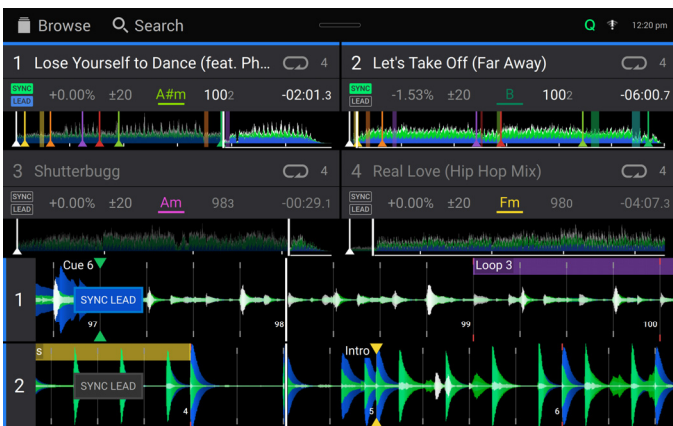 Browse Search Q 12:20 pm
1 Lose Yourself to Dance (feat. Ph... 4
2 Let's Take Off (Far Away) 4
SYNC
LEAD
+0.00% ±20 A#m 1002 -02:01.3
SYNC
LEAD
-1.53% ±20 B 1002 -06:00.7
3 Shutterbugg 4
4 Real Love (Hip Hop Mix) 4
SYNC
LEAD
+0.00% ±20 Am 983 -00:29.1
SYNC
LEAD
+0.00% ±20 Fm 980 -04:07.3
Cue 6 Loop 3
1 SYNC LEAD
97 98 99 100
s Intro
2 SYNC LEAD
4 5 6